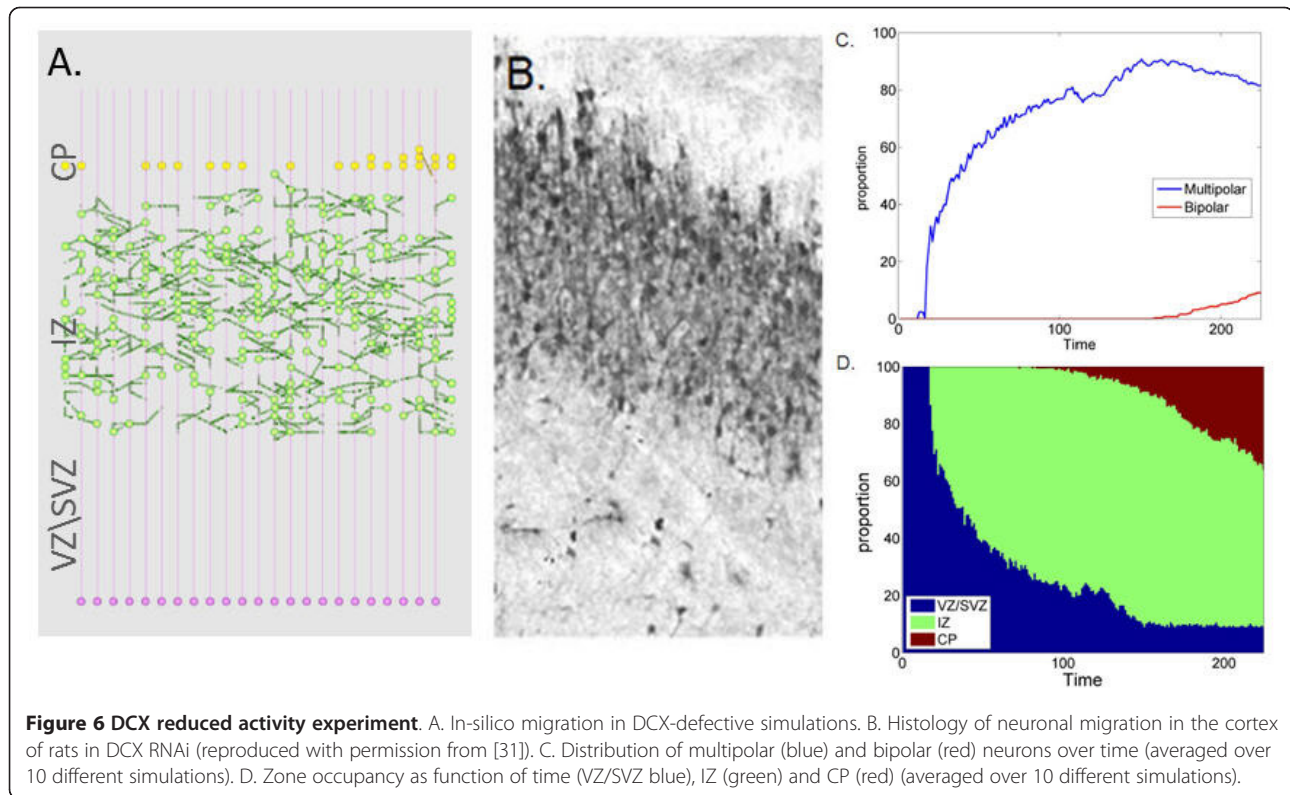 A.
CP
IZ
VZ\SVZ
B.
C.
100
80
60
40
20
0
proportion
Multipolar
Bipolar
0
100
200
Time
D.
100
80
60
40
20
0
proportion
VZ/SVZ
IZ
CP
0
100
200
Time
Figure 6 DCX reduced activity experiment. A. In-silico migration in DCX-defective simulations. B. Histology of neuronal migration in the cortex
of rats in DCX RNAi (reproduced with permission from [31]). C. Distribution of multipolar (blue) and bipolar (red) neurons over time (averaged over
10 different simulations). D. Zone occupancy as function of time (VZ/SVZ blue), IZ (green) and CP (red) (averaged over 10 different simulations).